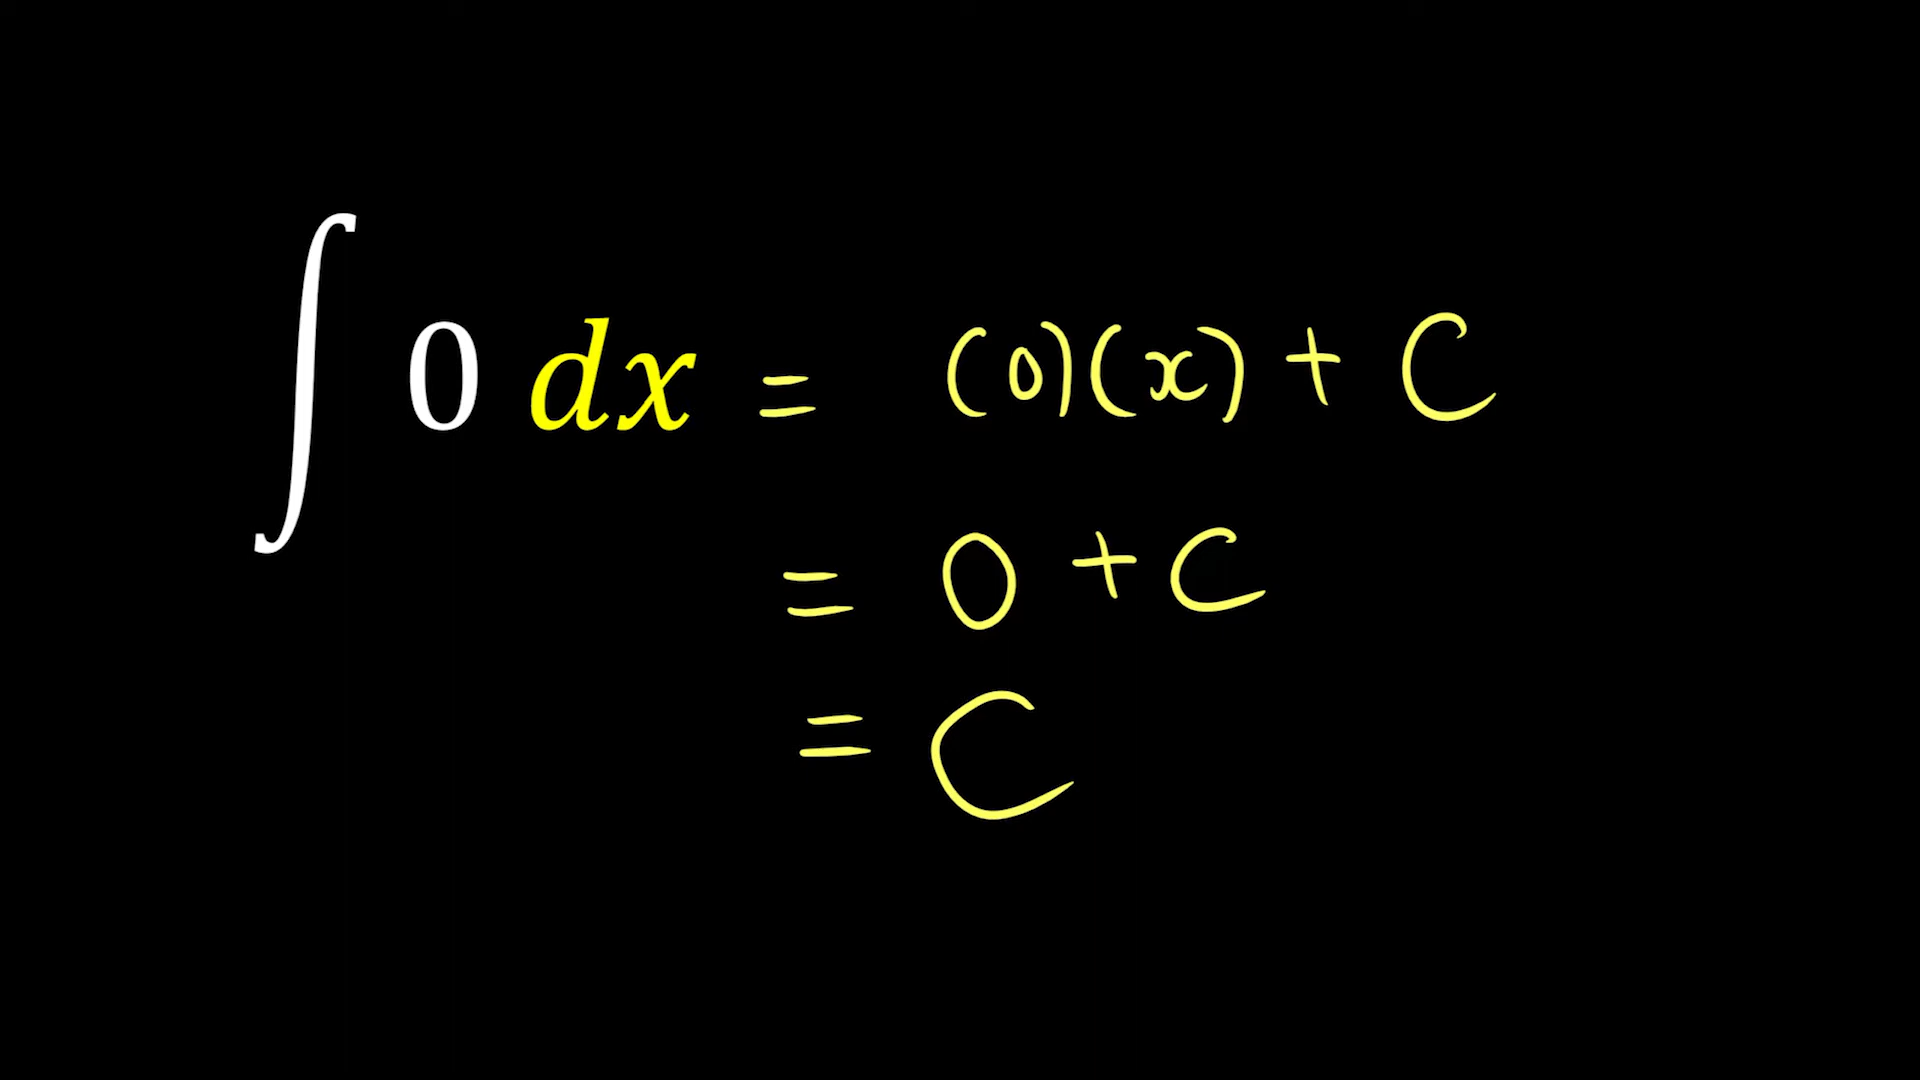 ∫ 0 dx = (0)(x) + C
= 0 + C
= C